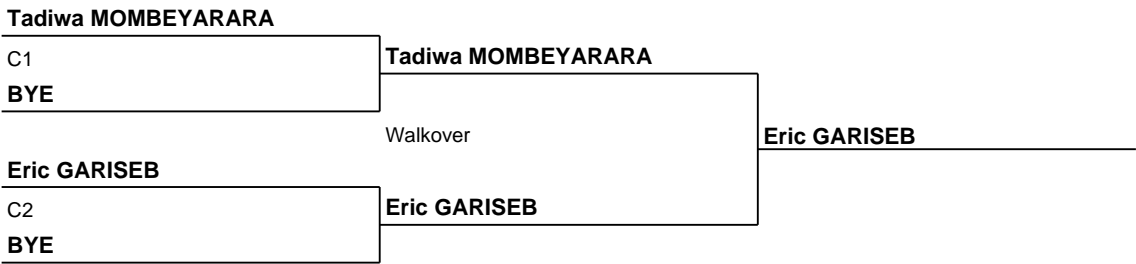 Tadiwa MOMBEYARARA
C1
Tadiwa MOMBEYARARA
BYE
Walkover
Eric GARISEB
Eric GARISEB
C2
Eric GARISEB
BYE